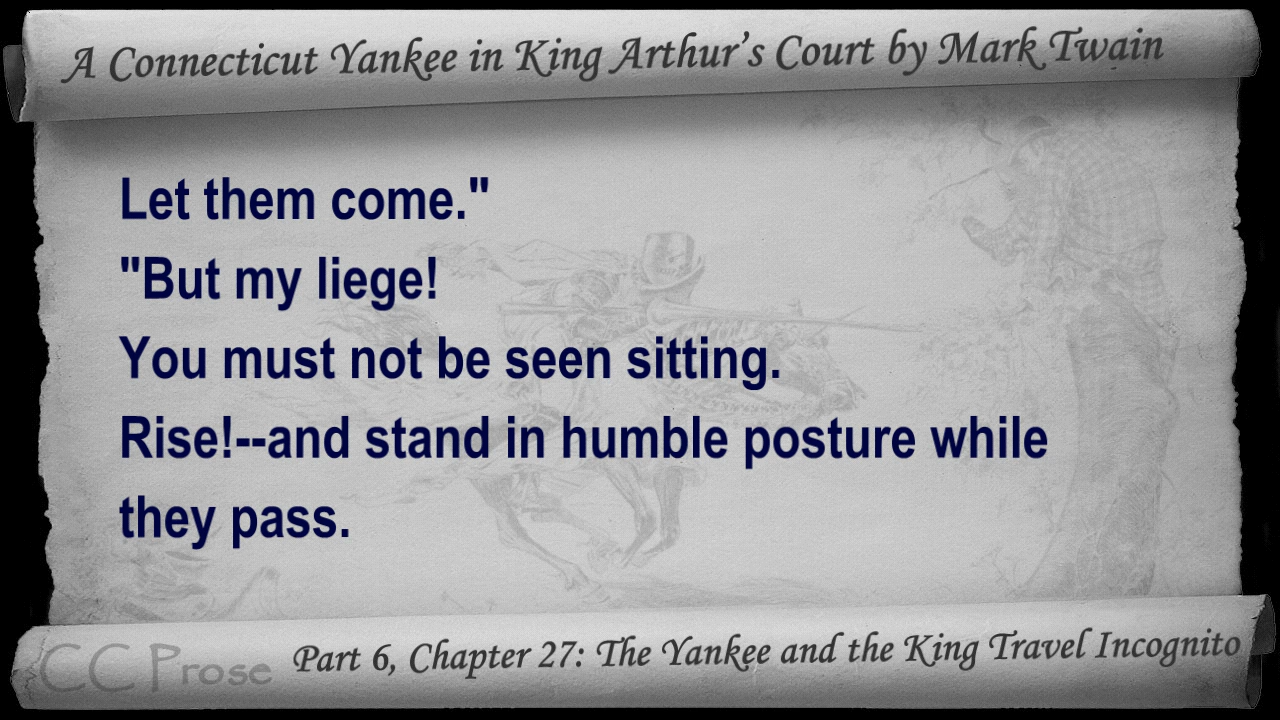 A Connecticut Yankee in King Arthur's Court by Mark Twain
Let them come."
"But my liege!
You must not be seen sitting.
Rise!--and stand in humble posture while
they pass.
CC Prose
Part 6, Chapter 27: The Yankee and the King Travel Incognito